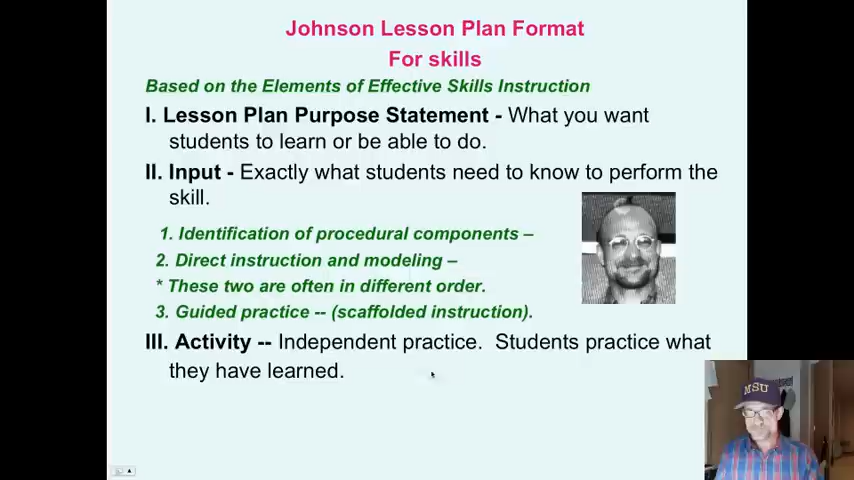 Johnson Lesson Plan Format
For skills
Based on the Elements of Effective Skills Instruction
I. Lesson Plan Purpose Statement - What you want
students to learn or be able to do.
II. Input - Exactly what students need to know to perform the
skill.
1. Identification of procedural components –
2. Direct instruction and modeling –
* These two are often in different order.
3. Guided practice -- (scaffolded instruction).
III. Activity -- Independent practice. Students practice what
they have learned.
MSU